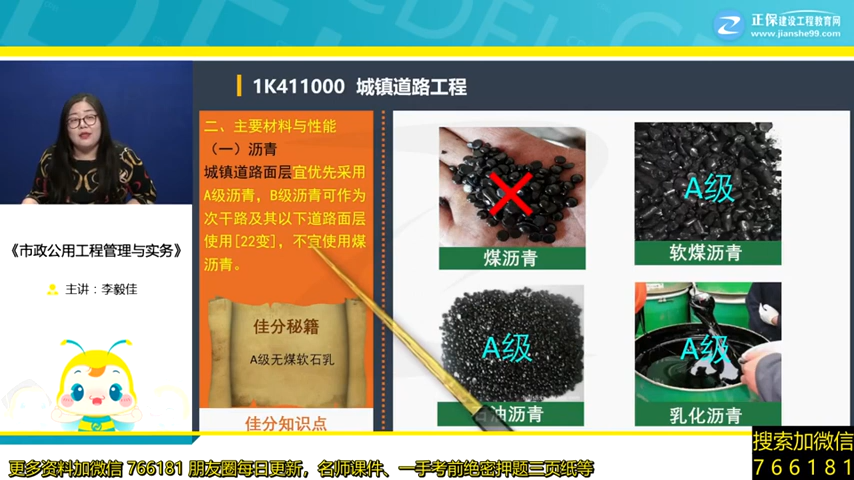 正保建设工程教育网
www.jianshe99.com
1K411000 城镇道路工程
二、主要材料与性能
（一）沥青
城镇道路面层宜优先采用
A级沥青，B级沥青可作为
次干路及其以下道路面层
使用[22变]，不宜使用煤
沥青。
佳分秘籍
A级无煤软石乳
佳分知识点
煤沥青
A级
软煤沥青
A级
油沥青
A级
乳化沥青
《市政公用工程管理与实务》
主讲：李毅佳
更多资料加微信 766181 朋友圈每日更新，名师课件、一手考前绝密押题三页纸等
搜索加微信
766181